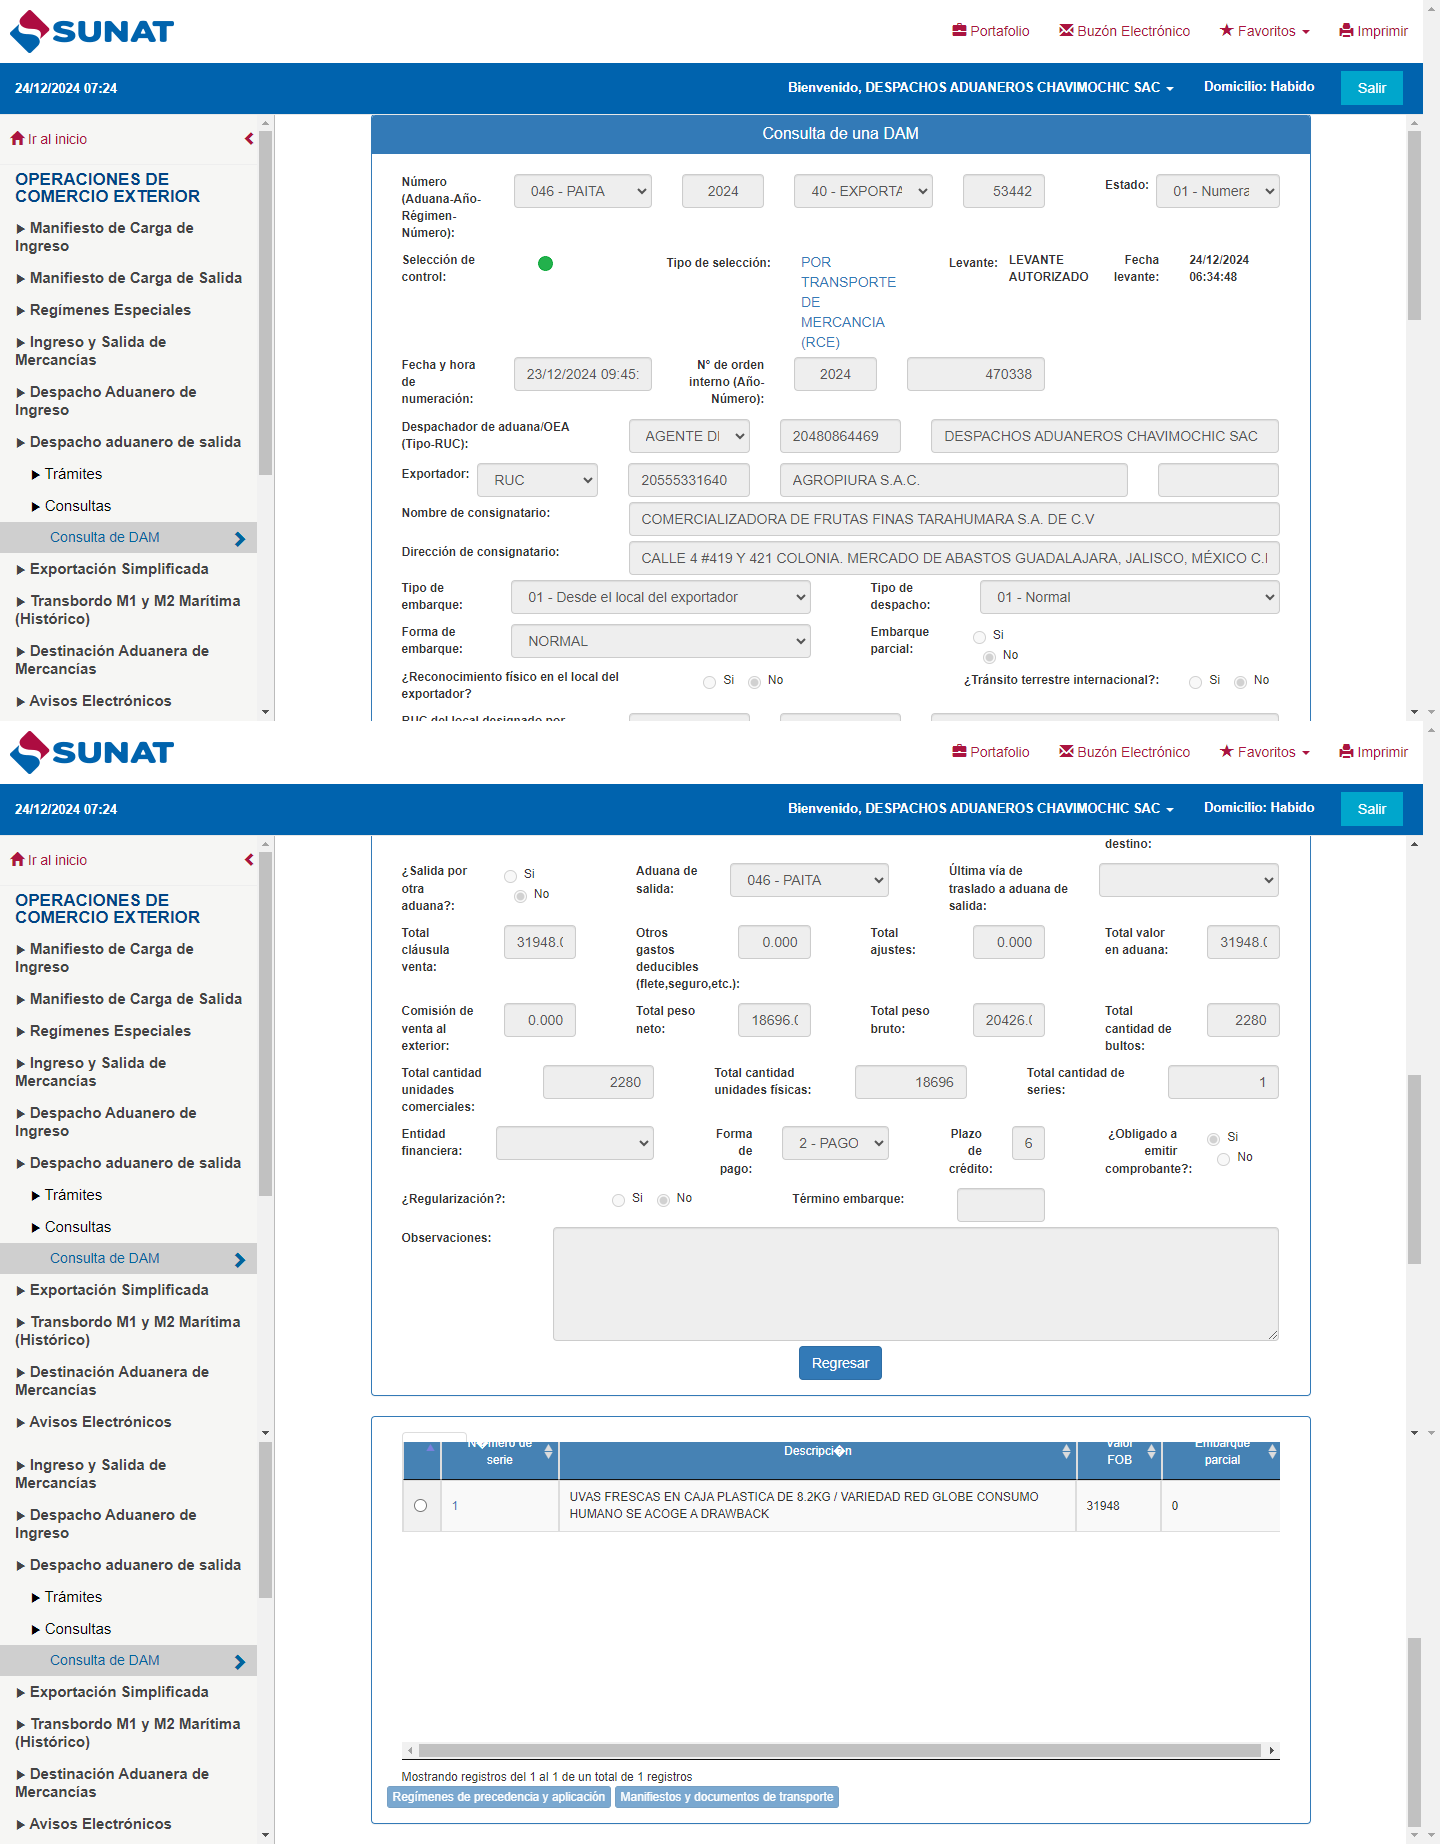 SUNAT
Portafolio
Buzón Electrónico
Favoritos
Imprimir
24/12/2024 07:24
Bienvenido, DESPACHOS ADUANEROS CHAVIMOCHIC SAC
Domicilio: Habido
Salir
Ir al inicio
OPERACIONES DE
COMERCIO EXTERIOR
Manifiesto de Carga de
Ingreso
Manifiesto de Carga de Salida
Regímenes Especiales
Ingreso y Salida de
Mercancías
Despacho Aduanero de
Ingreso
Despacho aduanero de salida
Trámites
Consultas
Consulta de DAM
Exportación Simplificada
Transbordo M1 y M2 Marítima
(Histórico)
Destinación Aduanera de
Mercancías
Avisos Electrónicos
Consulta de una DAM
Número
(Aduana-Año-
Régimen-
Número):
046 - PAITA
2024
40 - EXPORTA
53442
Estado:
01 - Numera
Selección de
control:
Tipo de selección:
POR
TRANSPORTE
DE
MERCANCIA
(RCE)
Levante:
LEVANTE
AUTORIZADO
Fecha
levante:
24/12/2024
06:34:48
Fecha y hora
de
numeración:
23/12/2024 09:45:
N° de orden
interno (Año-
Número):
2024
470338
Despachador de aduana/OEA
(Tipo-RUC):
AGENTE DI
20480864469
DESPACHOS ADUANEROS CHAVIMOCHIC SAC
Exportador:
RUC
20555331640
AGROPIURA S.A.C.
Nombre de consignatario:
COMERCIALIZADORA DE FRUTAS FINAS TARAHUMARA S.A. DE C.V
Dirección de consignatario:
CALLE 4 #419 Y 421 COLONIA. MERCADO DE ABASTOS GUADALAJARA, JALISCO, MÉXICO C.I
Tipo de
embarque:
01 - Desde el local del exportador
Tipo de
despacho:
01 - Normal
Forma de
embarque:
NORMAL
Embarque
parcial:
Si
No
¿Reconocimiento físico en el local del
exportador?
Si
No
¿Tránsito terrestre internacional?:
Si
No
RUC del local designado por
SUNAT
Portafolio
Buzón Electrónico
Favoritos
Imprimir
24/12/2024 07:24
Bienvenido, DESPACHOS ADUANEROS CHAVIMOCHIC SAC
Domicilio: Habido
Salir
Ir al inicio
OPERACIONES DE
COMERCIO EXTERIOR
Manifiesto de Carga de
Ingreso
Manifiesto de Carga de Salida
Regímenes Especiales
Ingreso y Salida de
Mercancías
Despacho Aduanero de
Ingreso
Despacho aduanero de salida
Trámites
Consultas
Consulta de DAM
Exportación Simplificada
Transbordo M1 y M2 Marítima
(Histórico)
Destinación Aduanera de
Mercancías
Avisos Electrónicos
destino:
¿Salida por
otra
aduana?:
Si
No
Aduana de
salida:
046 - PAITA
Última vía de
traslado a aduana de
salida:
Total
cláusula
venta:
31948.(
Otros
gastos
deducibles
(flete,seguro,etc.):
0.000
Total
ajustes:
0.000
Total valor
en aduana:
31948.(
Comisión de
venta al
exterior:
0.000
Total peso
neto:
18696.(
Total peso
bruto:
20426.(
Total
cantidad de
bultos:
2280
Total cantidad
unidades
comerciales:
2280
Total cantidad
unidades físicas:
18696
Total cantidad de
series:
1
Entidad
financiera:
Forma
de
pago:
2 - PAGO
Plazo
de
crédito:
6
¿Obligado a
emitir
comprobante?:
Si
No
¿Regularización?:
Si
No
Término embarque:
Observaciones:
Regresar
Ingreso y Salida de
Mercancías
Despacho Aduanero de
Ingreso
Despacho aduanero de salida
Trámites
Consultas
Consulta de DAM
Exportación Simplificada
Transbordo M1 y M2 Marítima
(Histórico)
Destinación Aduanera de
Mercancías
Avisos Electrónicos
N�mero de
serie
Descripci�n
Valor
FOB
Embarque
parcial
1
UVAS FRESCAS EN CAJA PLASTICA DE 8.2KG / VARIEDAD RED GLOBE CONSUMO
HUMANO SE ACOGE A DRAWBACK
31948
0
Mostrando registros del 1 al 1 de un total de 1 registros
Regímenes de precedencia y aplicación
Manifiestos y documentos de transporte